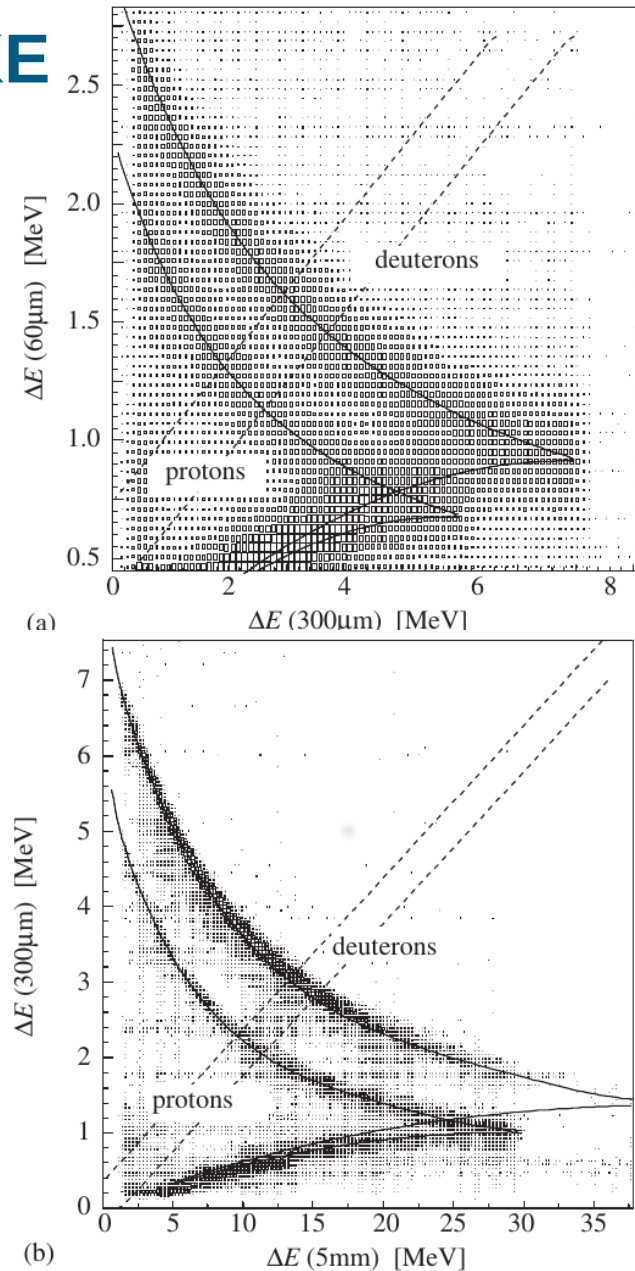 KE
2.5
2.0
1.5
1.0
0.5
ΔE (60μm) [MeV]
deuterons
protons
0 2 4 6 8
(a) ΔE (300μm) [MeV]
7
6
5
4
3
2
1
0
ΔE (300μm) [MeV]
deuterons
protons
0 5 10 15 20 25 30 35
(b) ΔE (5mm) [MeV]